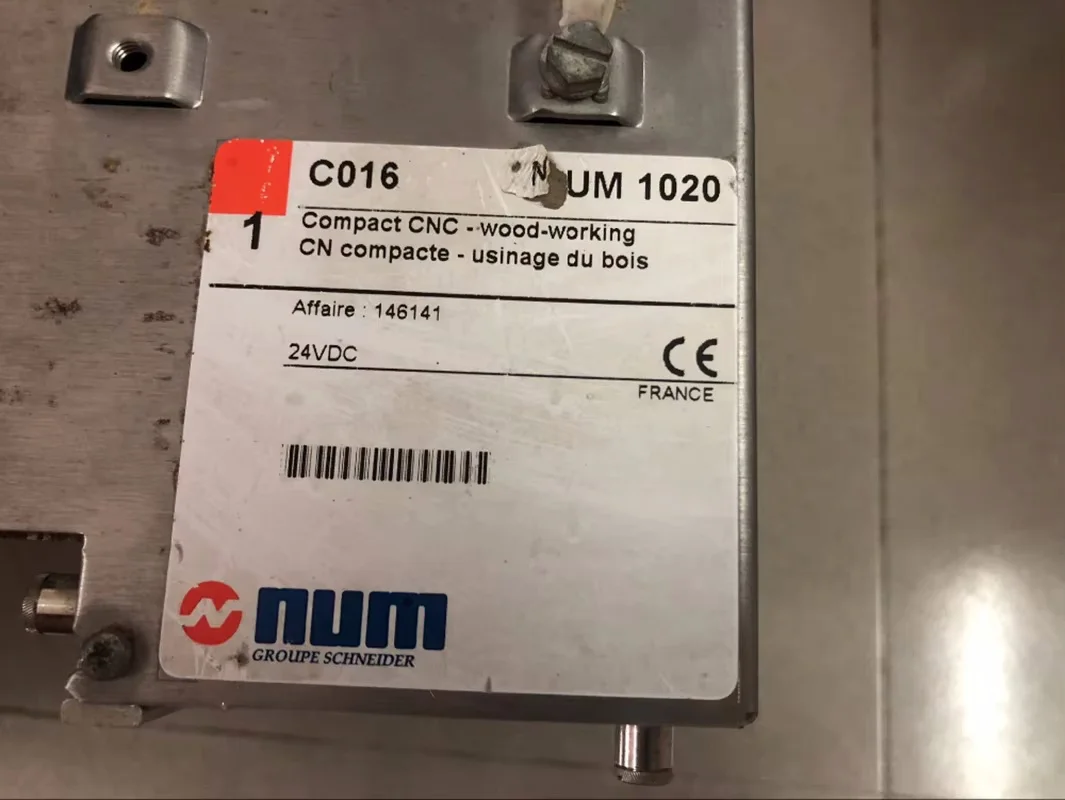 C016 NUM 1020
1
Compact CNC - wood-working
CN compacte - usinage du bois
Affaire : 146141
24VDC
CE
FRANCE
num
GROUPE SCHNEIDER